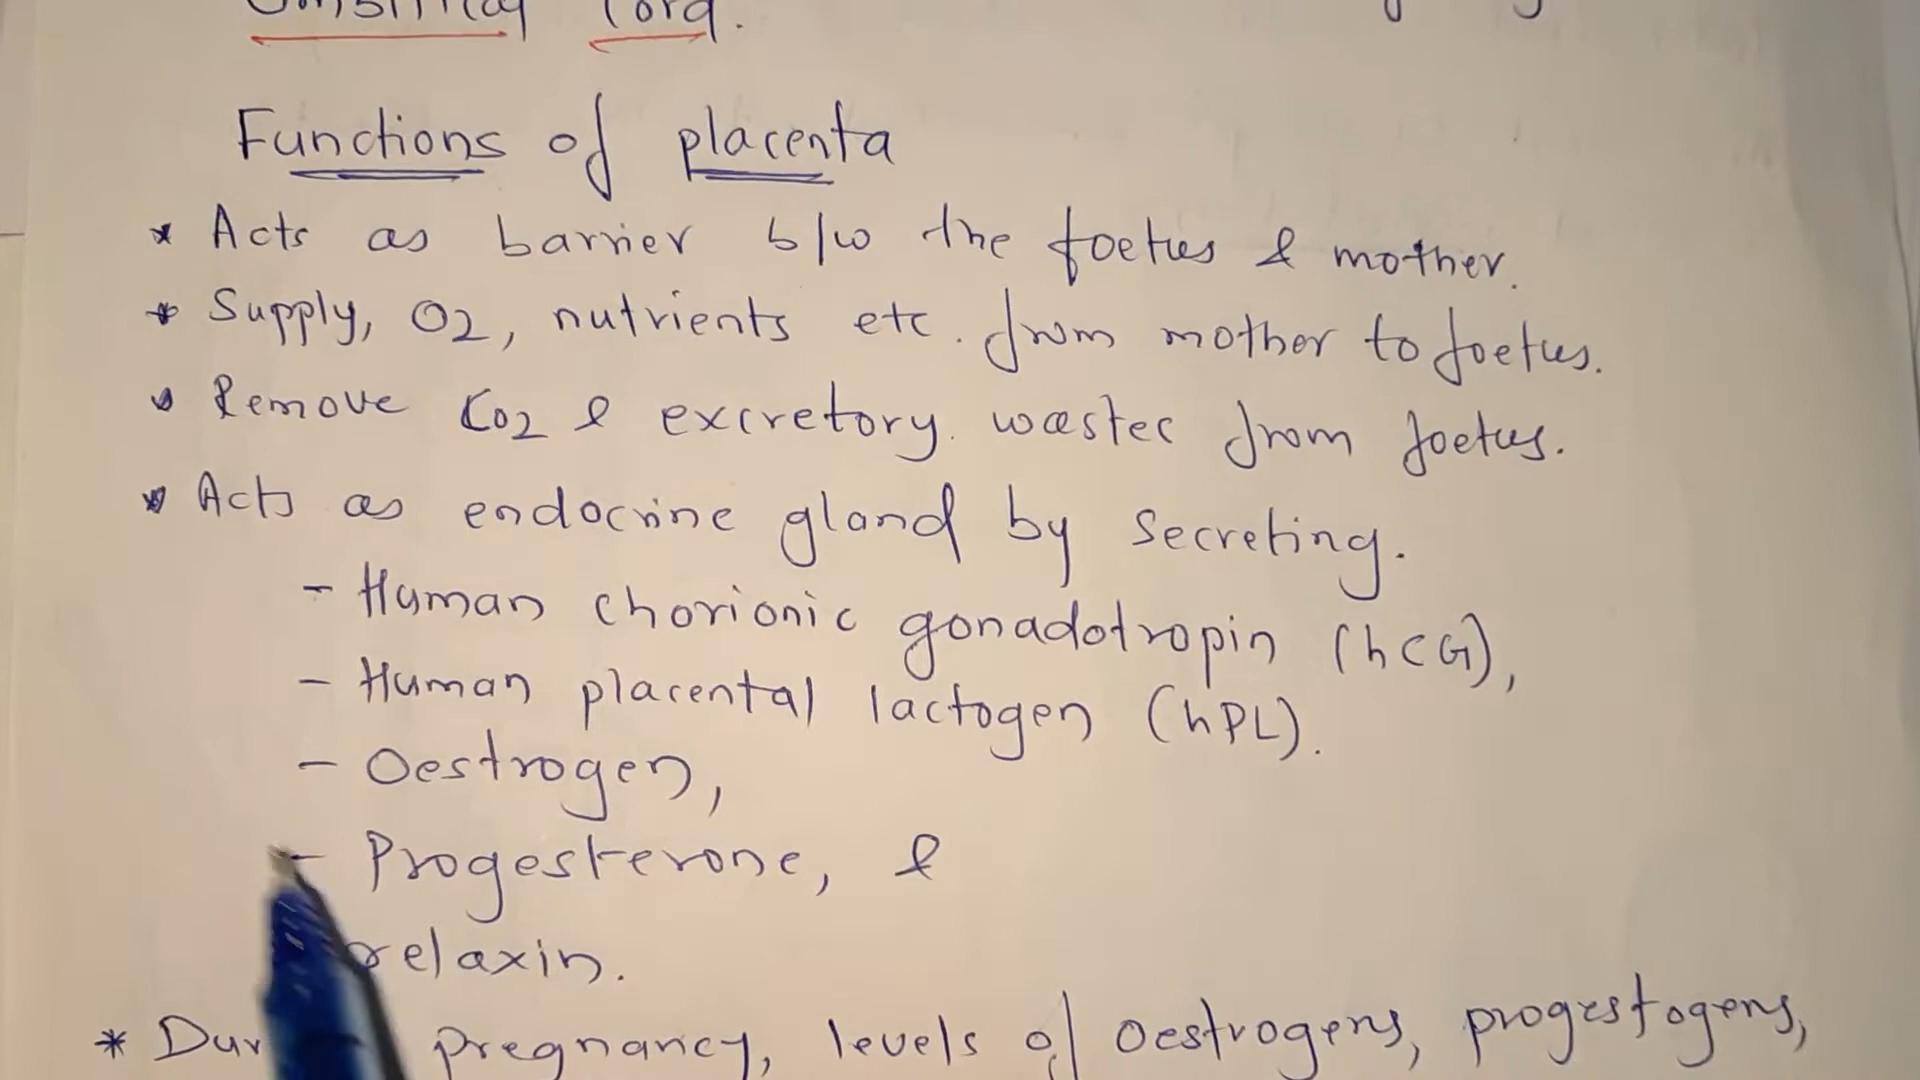 Umbilical Cord.
Functions of placenta
* Acts as barrier b/w the foetus & mother.
* Supply, O2, nutrients etc. from mother to foetus.
* Remove CO2 & excretory. wastes from foetus.
* Acts as endocrine gland by secreting.
- Human chorionic gonadotropin (hCG),
- Human placental lactogen (hPL).
- Oestrogen,
- Progesterone, &
relaxin.
* pregnancy, levels of oestrogens, progestogens,